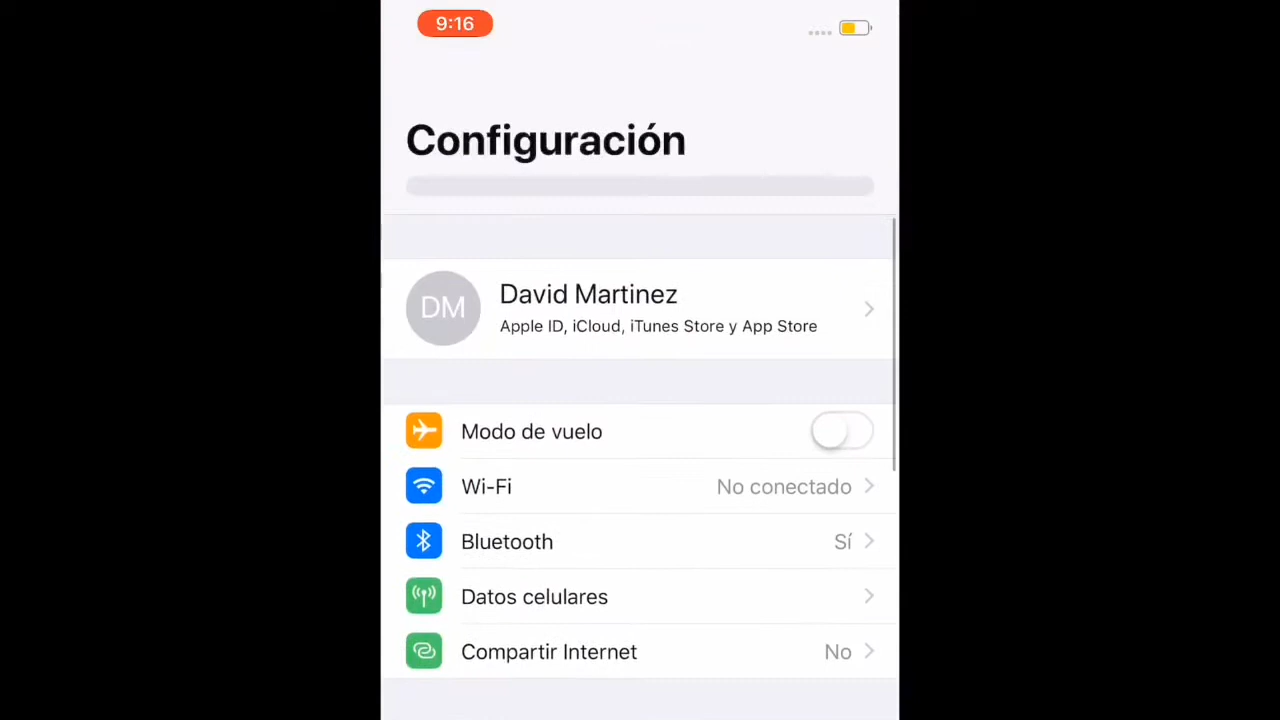 9:16
Configuración
DM
David Martinez
Apple ID, iCloud, iTunes Store y App Store
Modo de vuelo
Wi-Fi No conectado
Bluetooth Sí
Datos celulares
Compartir Internet No